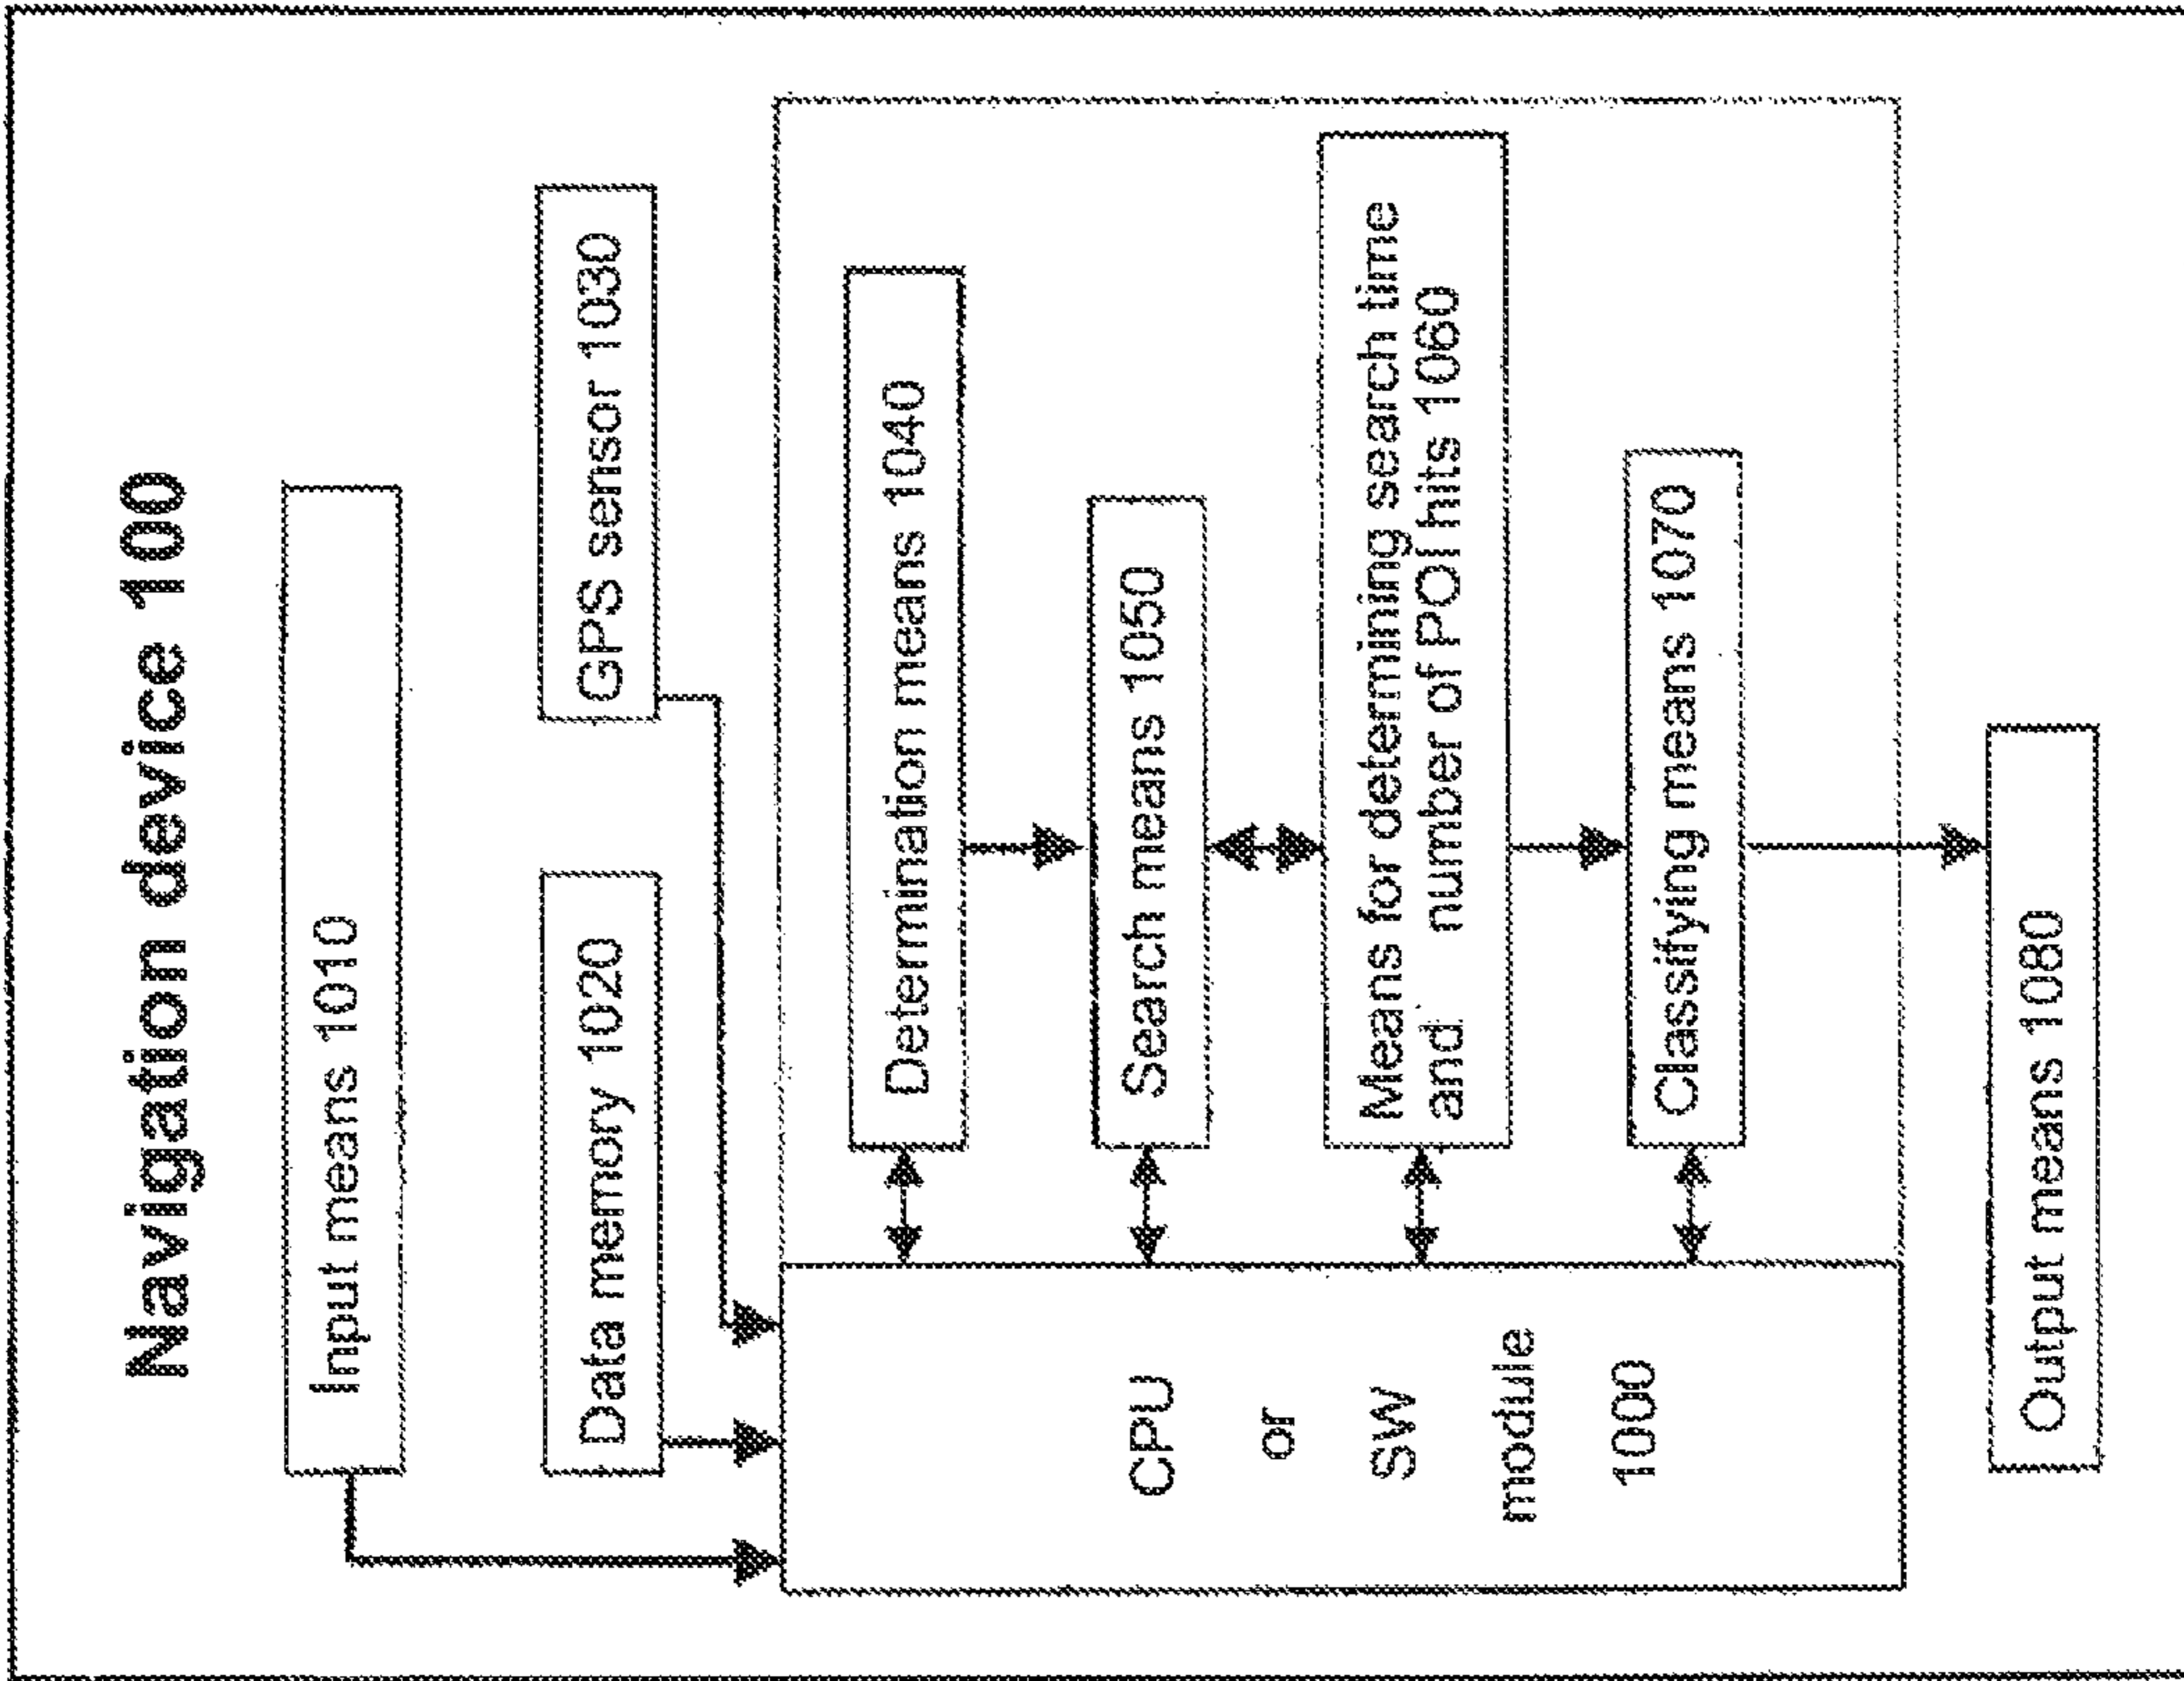 Navigation device 100
Input means 1010
Data memory 1020
GPS sensor 1030
Determination means 1040
Search means 1050
Means for determining search time
and number of POI hits 1060
Classifying means 1070
CPU
or
SW
module
1000
Output means 1080